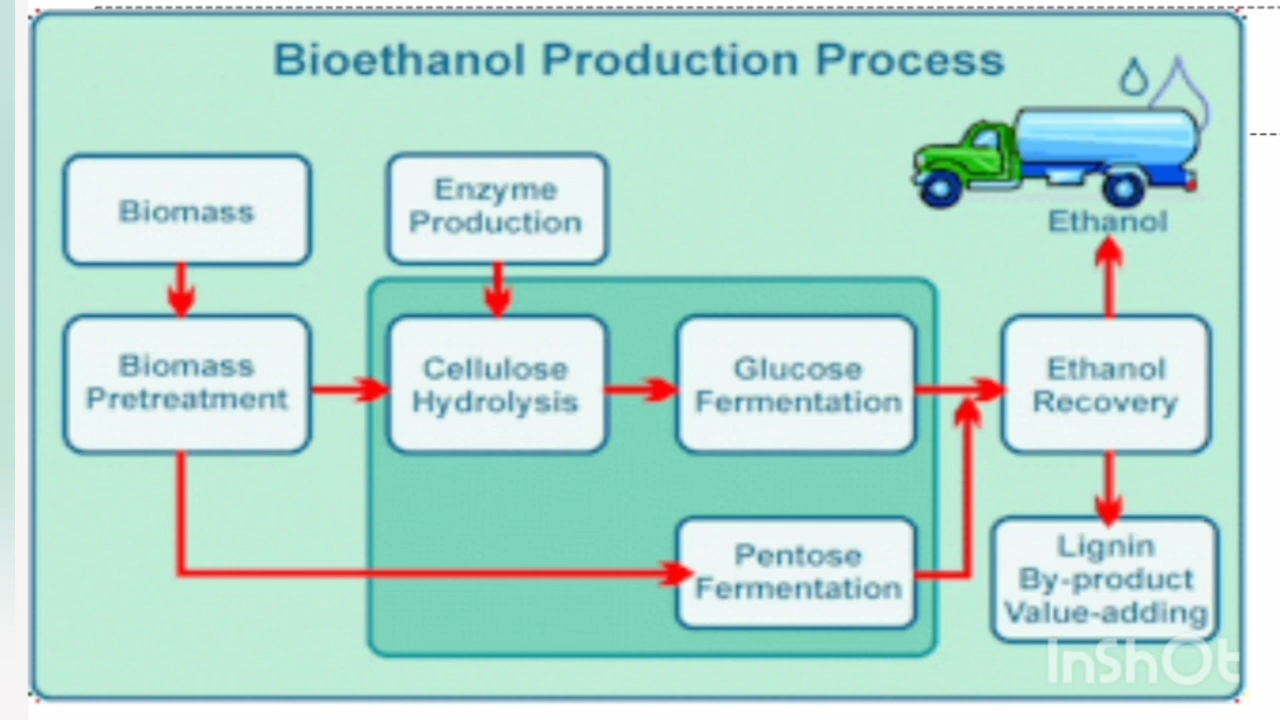 Bioethanol Production Process
Biomass
Enzyme
Production
Ethanol
Biomass
Pretreatment
Cellulose
Hydrolysis
Glucose
Fermentation
Ethanol
Recovery
Pentose
Fermentation
Lignin
By-product
Value-adding
InShOt